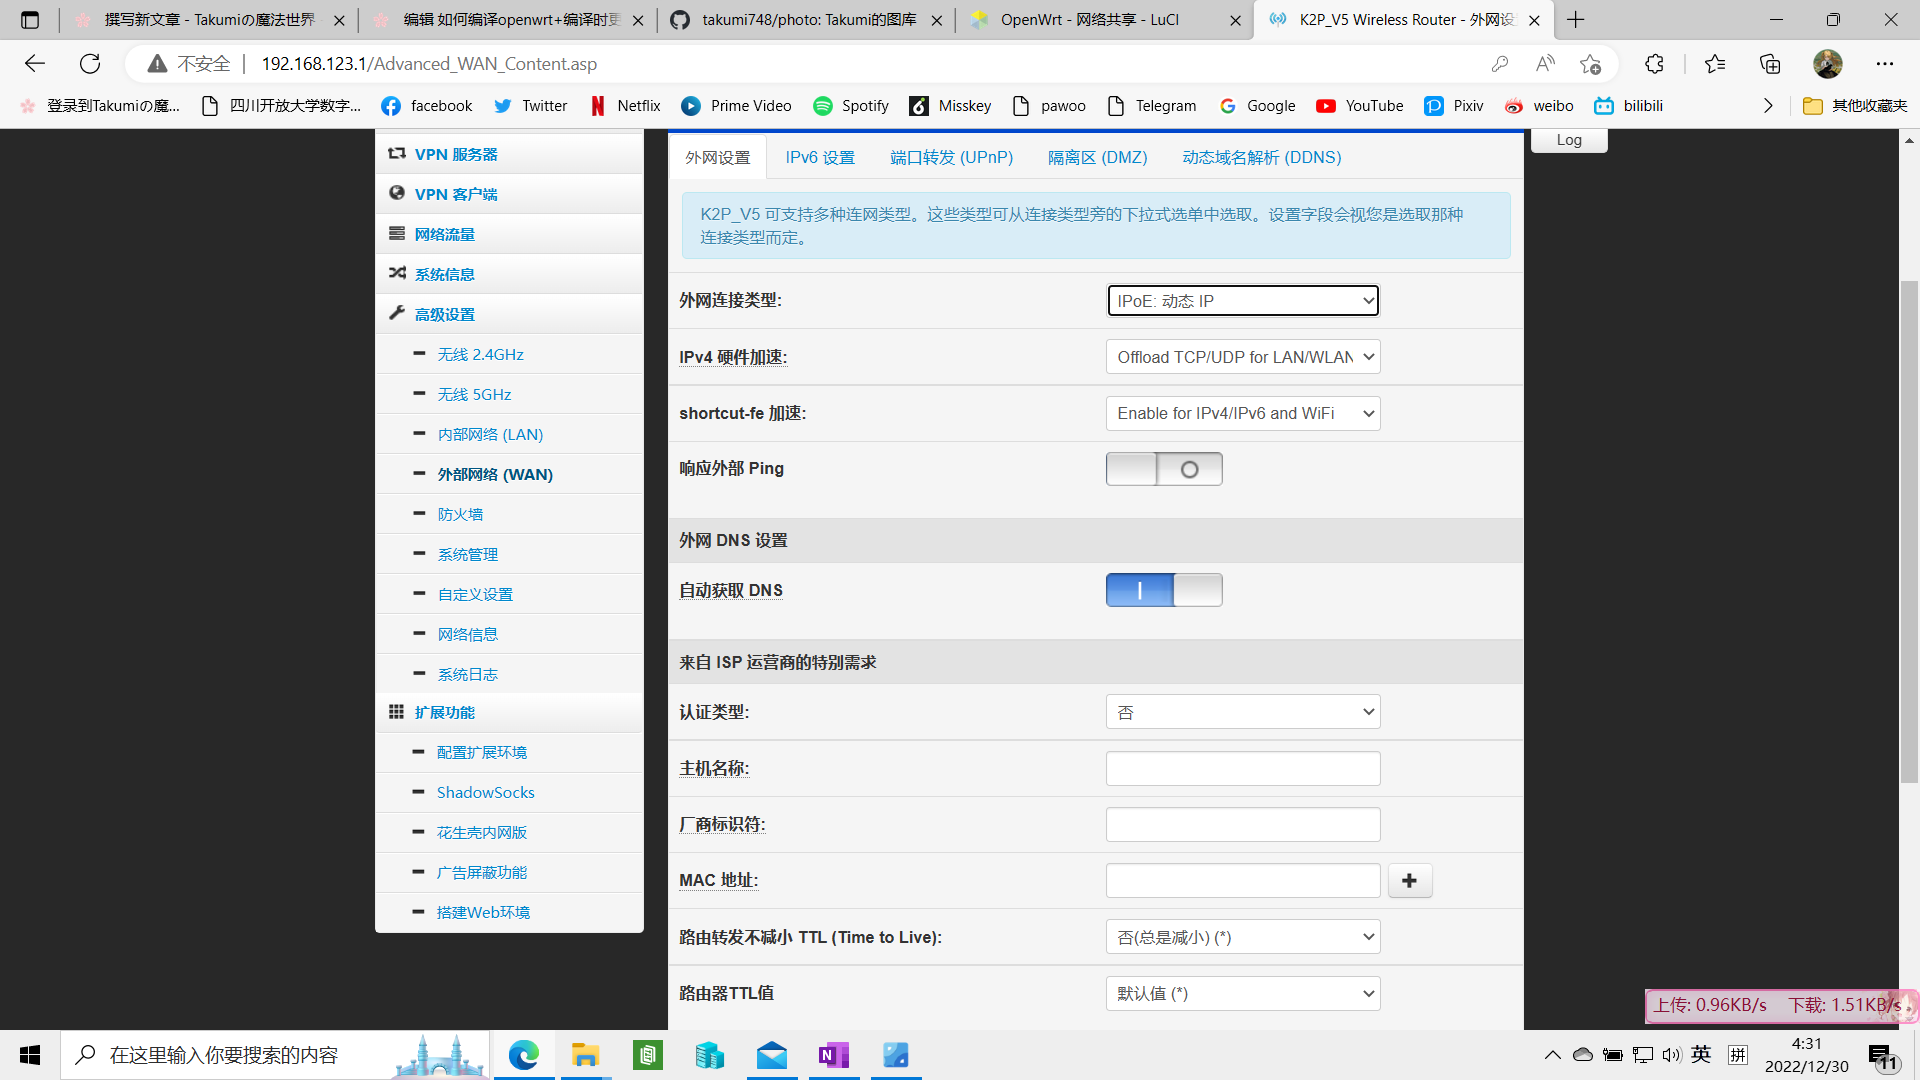 撰写新文章 - Takumiの魔法世界
编辑 如何编译openwrt+编译时更
takumi748/photo: Takumi的图库
OpenWrt - 网络共享 - LuCI
K2P_V5 Wireless Router - 外网设
不安全 192.168.123.1/Advanced_WAN_Content.asp
登录到Takumiの魔... 四川开放大学数字... facebook Twitter Netflix Prime Video Spotify Misskey pawoo Telegram Google YouTube Pixiv weibo bilibili 其他收藏夹
VPN 服务器
VPN 客户端
网络流量
系统信息
高级设置
无线 2.4GHz
无线 5GHz
内部网络 (LAN)
外部网络 (WAN)
防火墙
系统管理
自定义设置
网络信息
系统日志
扩展功能
配置扩展环境
ShadowSocks
花生壳内网版
广告屏蔽功能
搭建Web环境
外网设置 IPv6 设置 端口转发 (UPnP) 隔离区 (DMZ) 动态域名解析 (DDNS)
Log
K2P_V5 可支持多种连网类型。这些类型可从连接类型旁的下拉式选单中选取。设置字段会视您是选取那种
连接类型而定。
外网连接类型: IPoE: 动态 IP
IPv4 硬件加速: Offload TCP/UDP for LAN/WLAN
shortcut-fe 加速: Enable for IPv4/IPv6 and WiFi
响应外部 Ping
外网 DNS 设置
自动获取 DNS
来自 ISP 运营商的特别需求
认证类型: 否
主机名称:
厂商标识符:
MAC 地址:
路由转发不减小 TTL (Time to Live): 否(总是减小) (*)
路由器TTL值 默认值 (*)
上传: 0.96KB/s 下载: 1.51KB/s
在这里输入你要搜索的内容
英 拼
4:31
2022/12/30
11